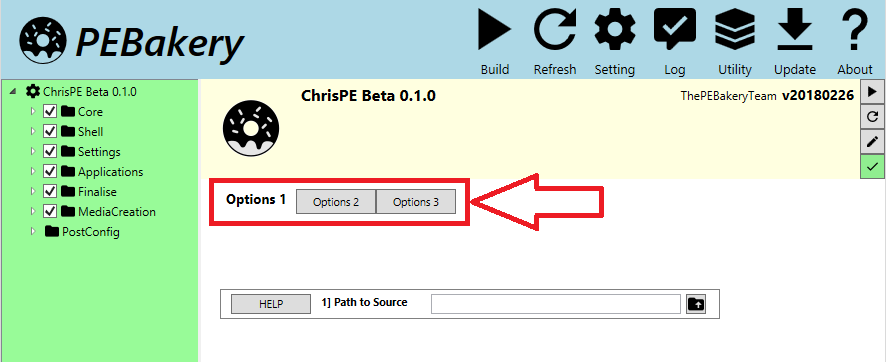 PEBakery
Build Refresh Setting Log Utility Update About
ChrisPE Beta 0.1.0
Core
Shell
Settings
Applications
Finalise
MediaCreation
PostConfig
ChrisPE Beta 0.1.0
ThePEBakeryTeam v20180226
Options 1 Options 2 Options 3
HELP 1] Path to Source